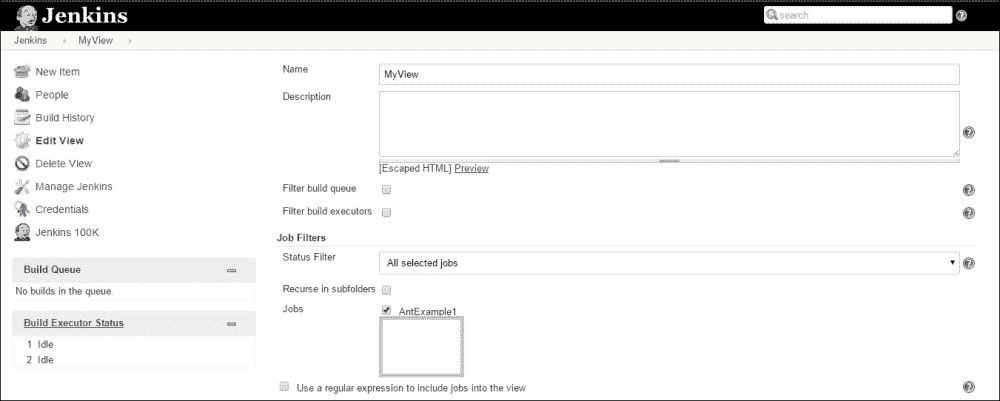 Jenkins
search
Jenkins MyView
New Item
People
Build History
Edit View
Delete View
Manage Jenkins
Credentials
Jenkins 100K
Build Queue
No builds in the queue.
Build Executor Status
1 Idle
2 Idle
Name MyView
Description
[Escaped HTML] Preview
Filter build queue
Filter build executors
Job Filters
Status Filter All selected jobs
Recurse in subfolders
Jobs AntExample1
Use a regular expression to include jobs into the view